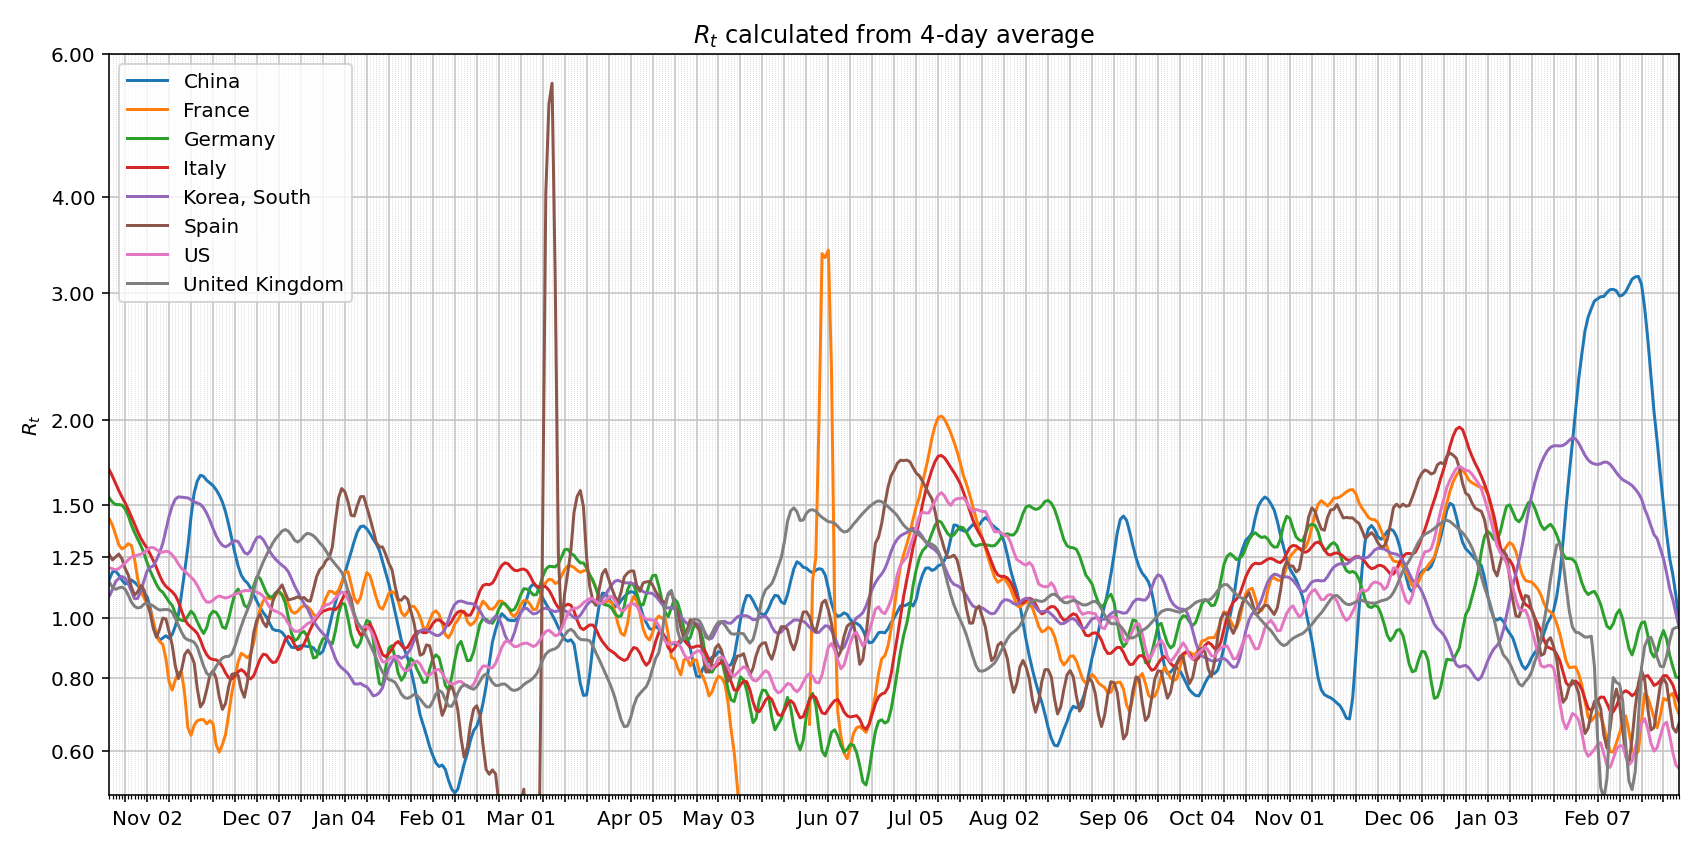 R_t calculated from 4-day average
6.00
4.00
3.00
2.00
1.50
1.25
1.00
0.80
0.60
R_t
China
France
Germany
Italy
Korea, South
Spain
US
United Kingdom
Nov 02 Dec 07 Jan 04 Feb 01 Mar 01 Apr 05 May 03 Jun 07 Jul 05 Aug 02 Sep 06 Oct 04 Nov 01 Dec 06 Jan 03 Feb 07